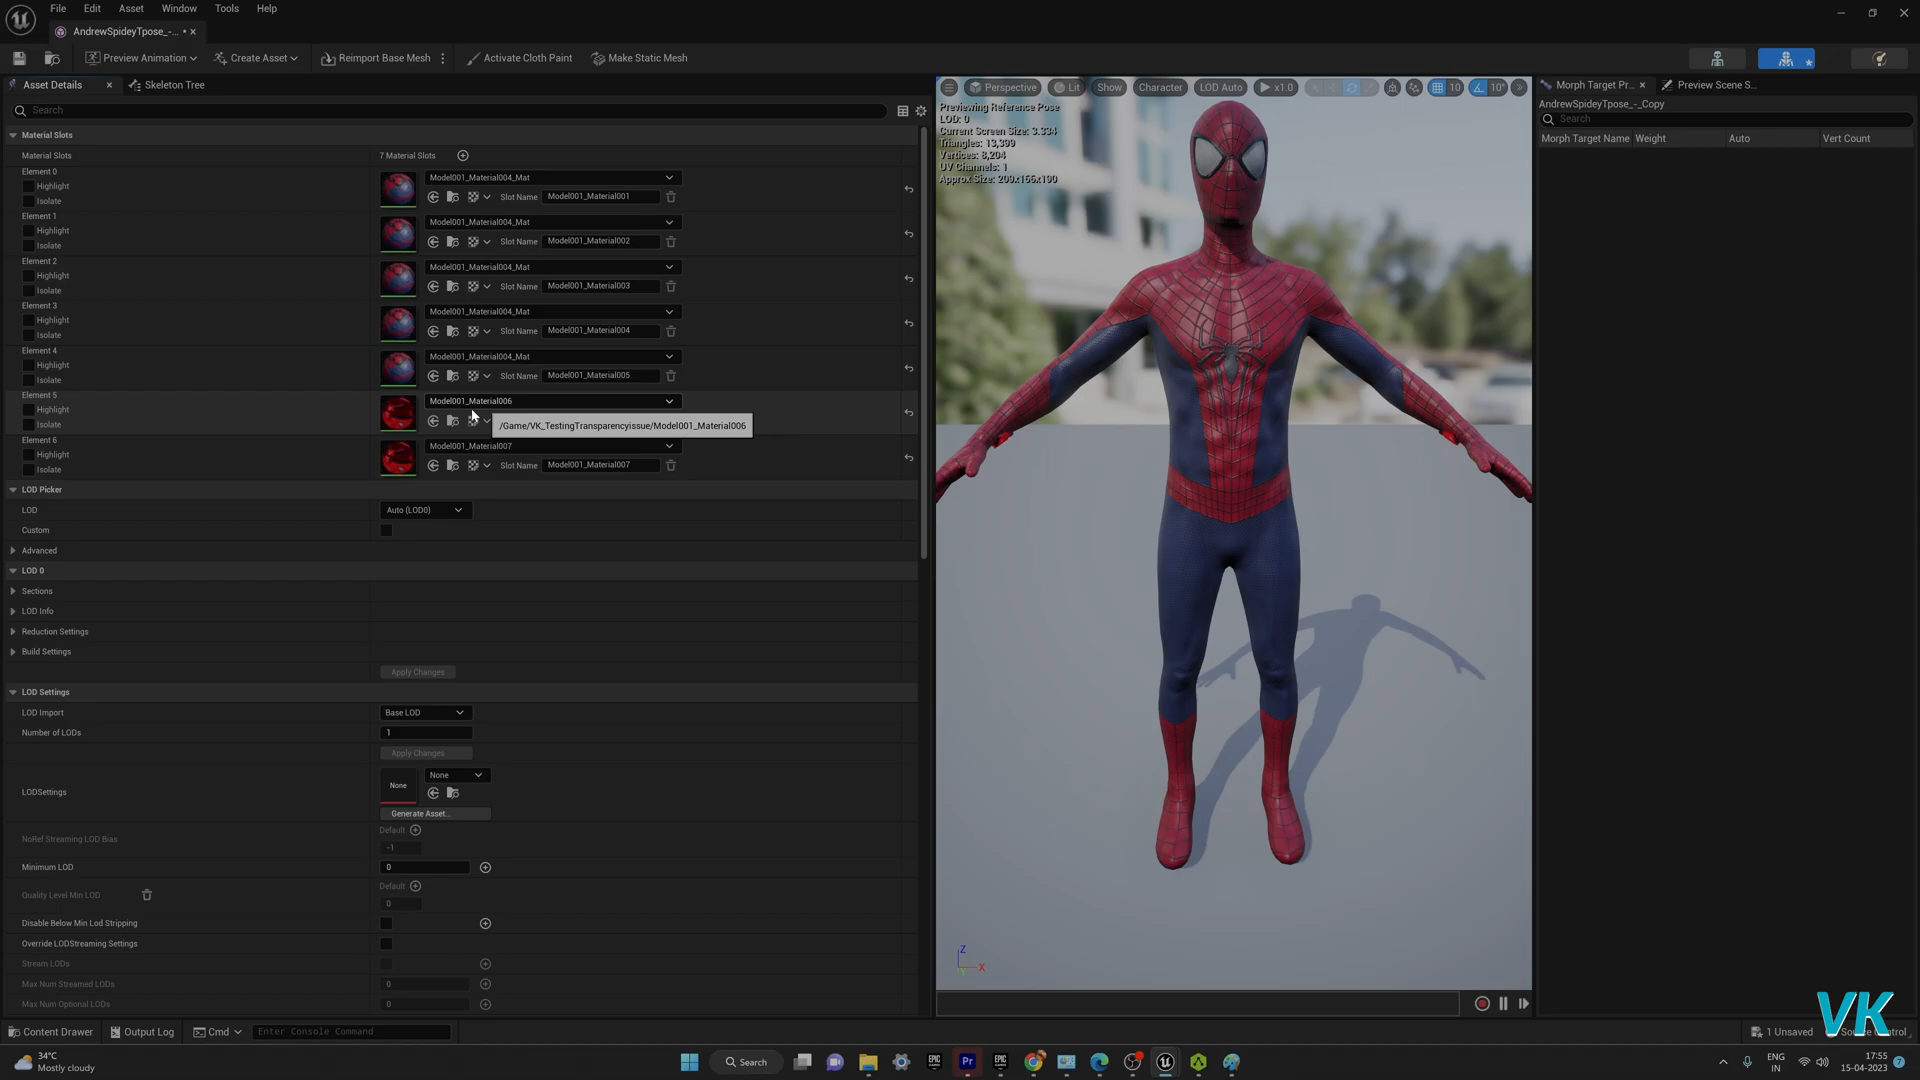 File Edit Asset Window Tools Help
AndrewSpideyTpose_-... •
Preview Animation Create Asset Reimport Base Mesh Activate Cloth Paint Make Static Mesh
Asset Details Skeleton Tree
Search
Material Slots
Material Slots 7 Material Slots
Element 0 Model001_Material004_Mat
Highlight
Isolate Slot Name Model001_Material001
Element 1 Model001_Material004_Mat
Highlight
Isolate Slot Name Model001_Material002
Element 2 Model001_Material004_Mat
Highlight
Isolate Slot Name Model001_Material003
Element 3 Model001_Material004_Mat
Highlight
Isolate Slot Name Model001_Material004
Element 4 Model001_Material004_Mat
Highlight
Isolate Slot Name Model001_Material005
Element 5 Model001_Material006
Highlight
Isolate /Game/VK_TestingTransparencyissue/Model001_Material006
Element 6 Model001_Material007
Highlight
Isolate Slot Name Model001_Material007
LOD Picker
LOD Auto (LOD0)
Custom
Advanced
LOD 0
Sections
LOD Info
Reduction Settings
Build Settings
Apply Changes
LOD Settings
LOD Import Base LOD
Number of LODs 1
Apply Changes
LODSettings None None
Generate Asset...
Default
NoRef Streaming LOD Bias -1
Minimum LOD 0
Default
Quality Level Min LOD 0
Disable Below Min Lod Stripping
Override LODStreaming Settings
Stream LODs
Max Num Streamed LODs 0
Max Num Optional LODs 0
Perspective Lit Show Character LOD Auto x1.0 10 10°
Previewing Reference Pose
LOD: 0
Current Screen Size: 3.334
Triangles: 13,399
Vertices: 8,204
UV Channels: 1
Approx Size: 209x166x190
Z
X
Y
Morph Target Pr... Preview Scene S...
AndrewSpideyTpose_-_Copy
Search
Morph Target Name Weight Auto Vert Count
Content Drawer Output Log Cmd Enter Console Command
1 Unsaved Source Control
VK
34°C
Mostly cloudy
Search
EPIC GAMES
Pr
EPIC GAMES
ENG
IN
17:55
15-04-2023
7